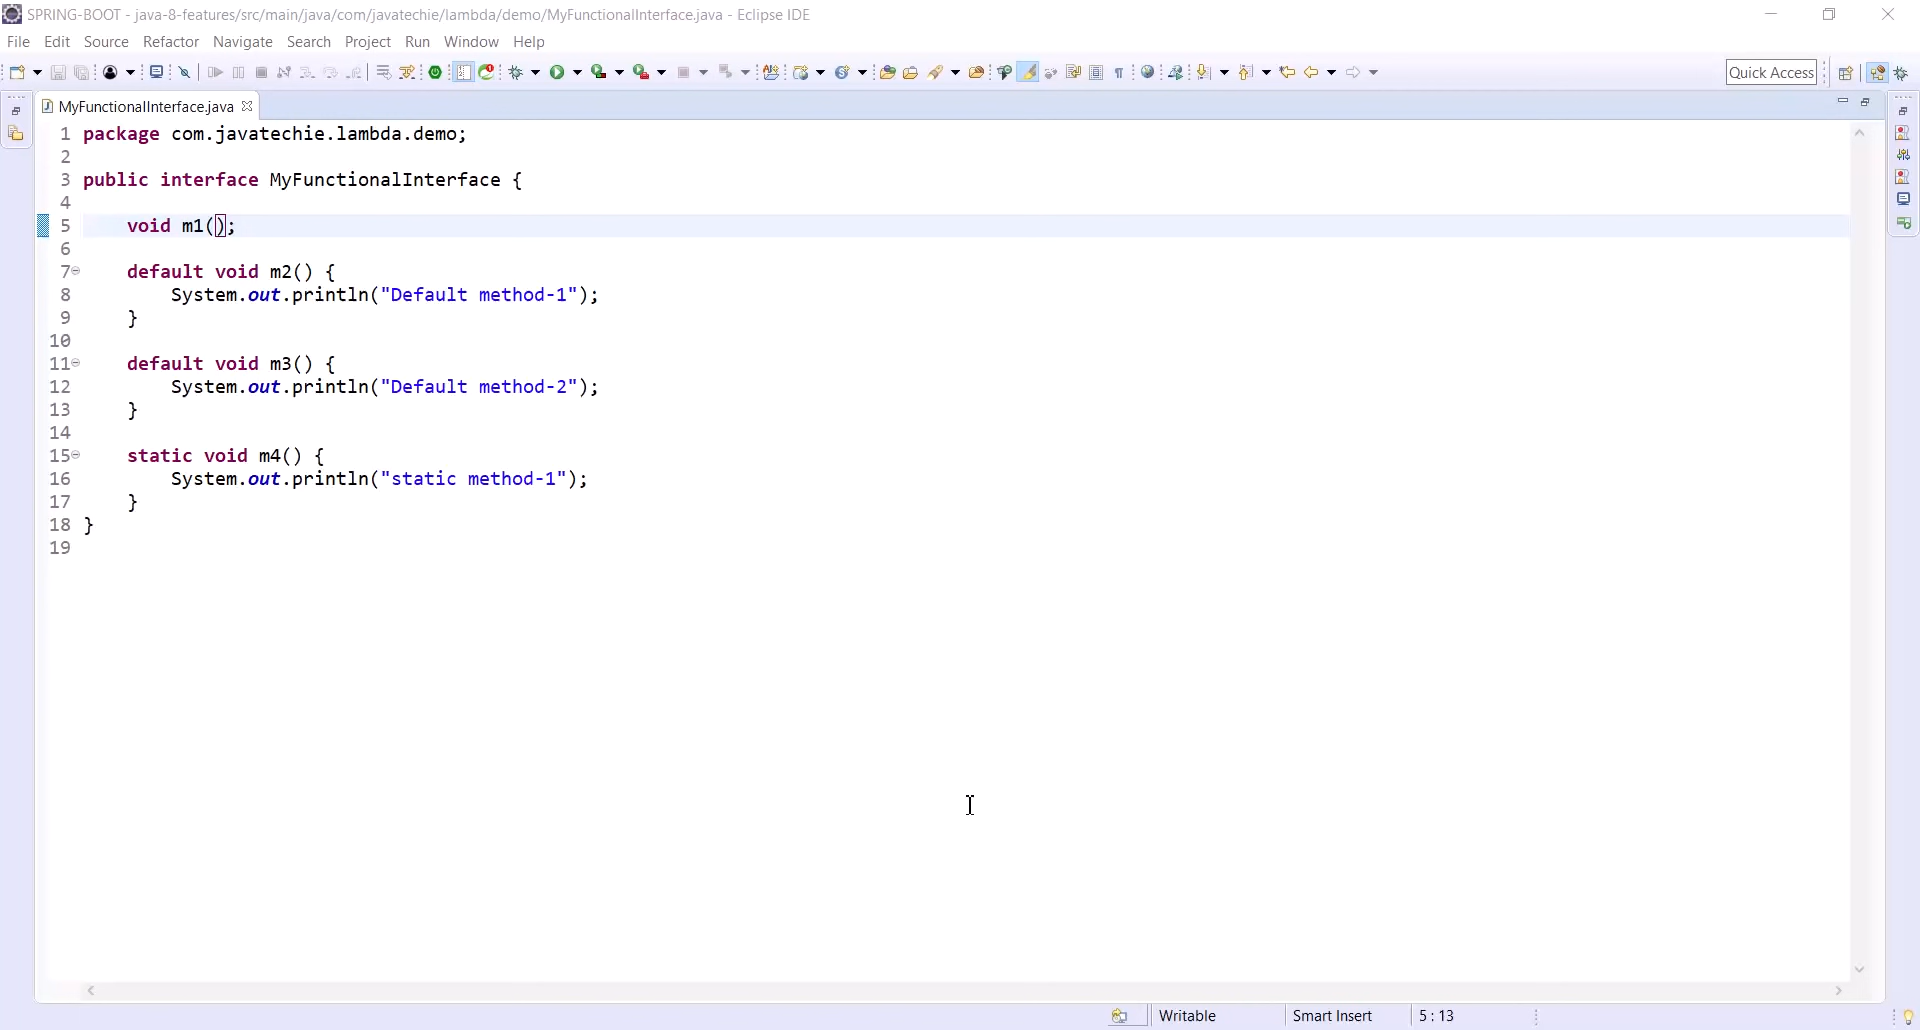 SPRING-BOOT - java-8-features/src/main/java/com/javatechie/lambda/demo/MyFunctionalInterface.java - Eclipse IDE
File Edit Source Refactor Navigate Search Project Run Window Help
Quick Access
MyFunctionalInterface.java
1 package com.javatechie.lambda.demo;
2
3 public interface MyFunctionalInterface {
4
5     void m1();
6
7     default void m2() {
8         System.out.println("Default method-1");
9     }
10
11     default void m3() {
12         System.out.println("Default method-2");
13     }
14
15     static void m4() {
16         System.out.println("static method-1");
17     }
18 }
19
Writable Smart Insert 5 : 13